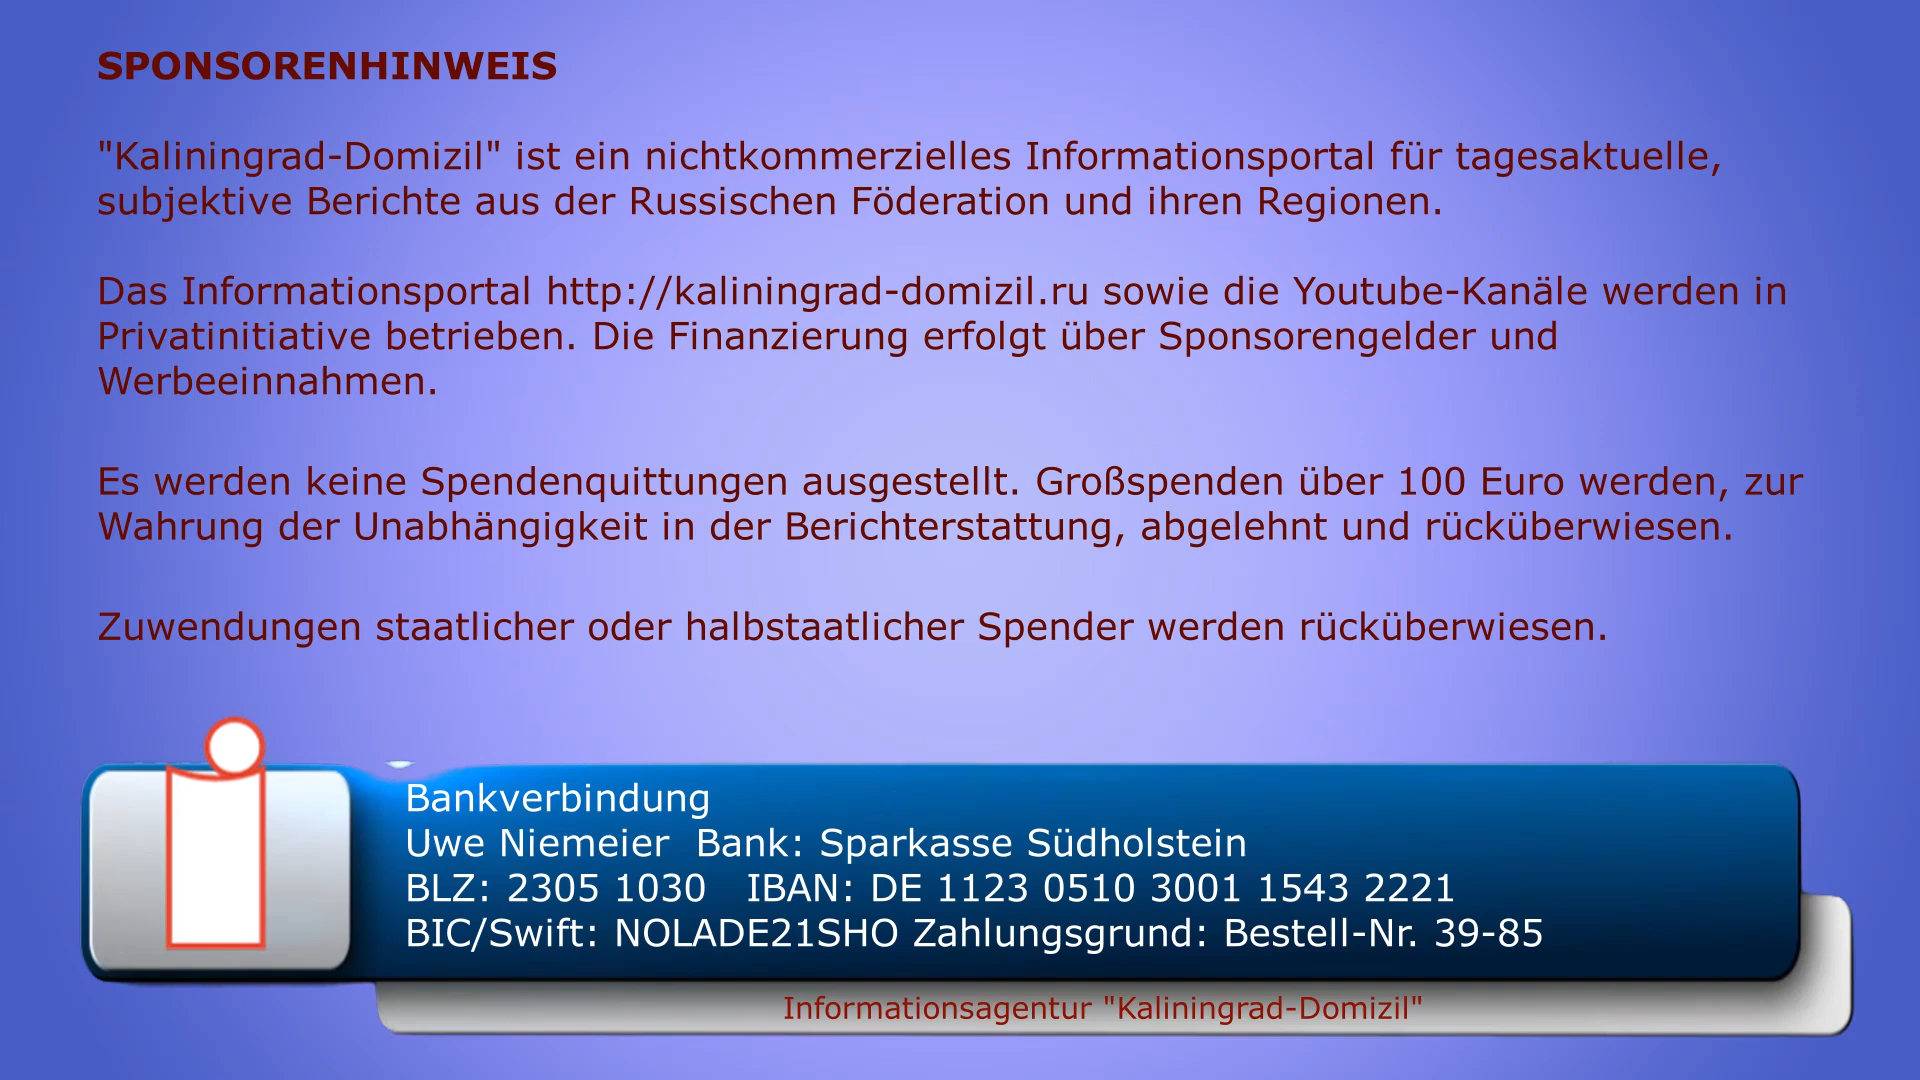 SPONSORENHINWEIS
"Kaliningrad-Domizil" ist ein nichtkommerzielles Informationsportal für tagesaktuelle,
subjektive Berichte aus der Russischen Föderation und ihren Regionen.
Das Informationsportal http://kaliningrad-domizil.ru sowie die Youtube-Kanäle werden in
Privatinitiative betrieben. Die Finanzierung erfolgt über Sponsorengelder und
Werbeeinnahmen.
Es werden keine Spendenquittungen ausgestellt. Großspenden über 100 Euro werden, zur
Wahrung der Unabhängigkeit in der Berichterstattung, abgelehnt und rücküberwiesen.
Zuwendungen staatlicher oder halbstaatlicher Spender werden rücküberwiesen.
Bankverbindung
Uwe Niemeier  Bank: Sparkasse Südholstein
BLZ: 2305 1030   IBAN: DE 1123 0510 3001 1543 2221
BIC/Swift: NOLADE21SHO Zahlungsgrund: Bestell-Nr. 39-85
Informationsagentur "Kaliningrad-Domizil"